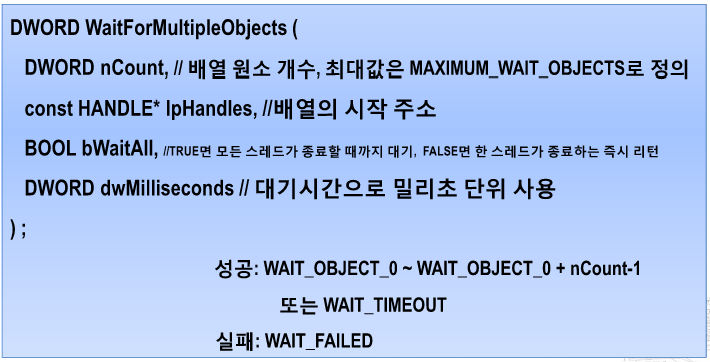 DWORD WaitForMultipleObjects (
DWORD nCount, // 배열 원소 개수, 최대값은 MAXIMUM_WAIT_OBJECTS로 정의
const HANDLE* lpHandles, //배열의 시작 주소
BOOL bWaitAll, //TRUE면 모든 스레드가 종료할 때까지 대기, FALSE면 한 스레드가 종료하는 즉시 리턴
DWORD dwMilliseconds // 대기시간으로 밀리초 단위 사용
) ;
성공: WAIT_OBJECT_0 ~ WAIT_OBJECT_0 + nCount-1
또는 WAIT_TIMEOUT
실패: WAIT_FAILED